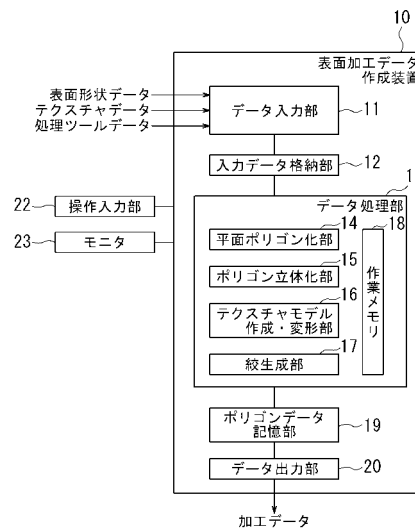 10
表面加工データ
作成装置
表面形状データ
テクスチャデータ
処理ツールデータ
データ入力部
11
入力データ格納部
12
1
データ処理部
22
操作入力部
23
モニタ
平面ポリゴン化部
14
ポリゴン立体化部
15
テクスチャモデル
作成・変形部
16
絞生成部
17
18
作業メモリ
ポリゴンデータ
記憶部
19
データ出力部
20
加工データ